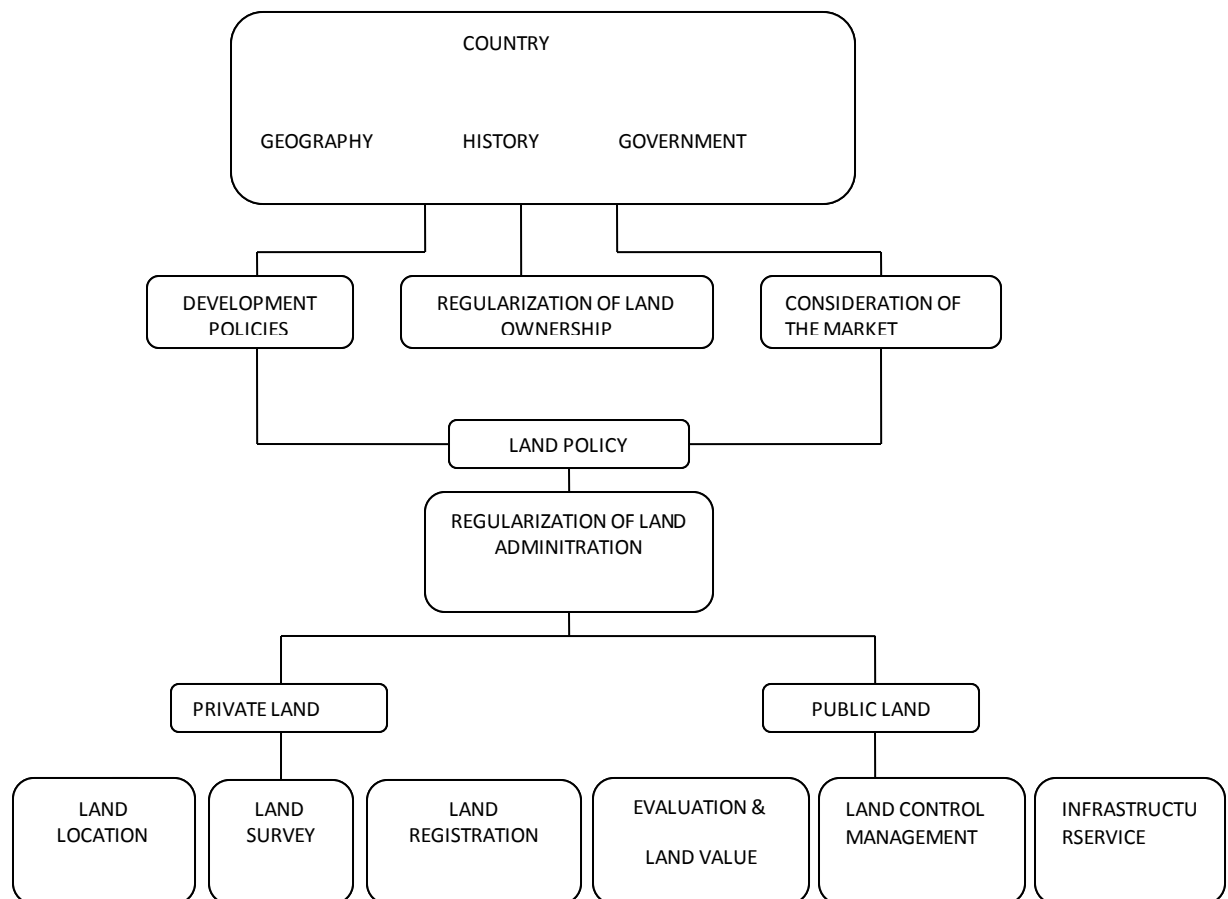 COUNTRY
GEOGRAPHY HISTORY GOVERNMENT
DEVELOPMENT
POLICIES
REGULARIZATION OF LAND
OWNERSHIP
CONSIDERATION OF
THE MARKET
LAND POLICY
REGULARIZATION OF LAND
ADMINITRATION
PRIVATE LAND
PUBLIC LAND
LAND
LOCATION
LAND
SURVEY
LAND
REGISTRATION
EVALUATION &
LAND VALUE
LAND CONTROL
MANAGEMENT
INFRASTRUCTU
RSERVICE